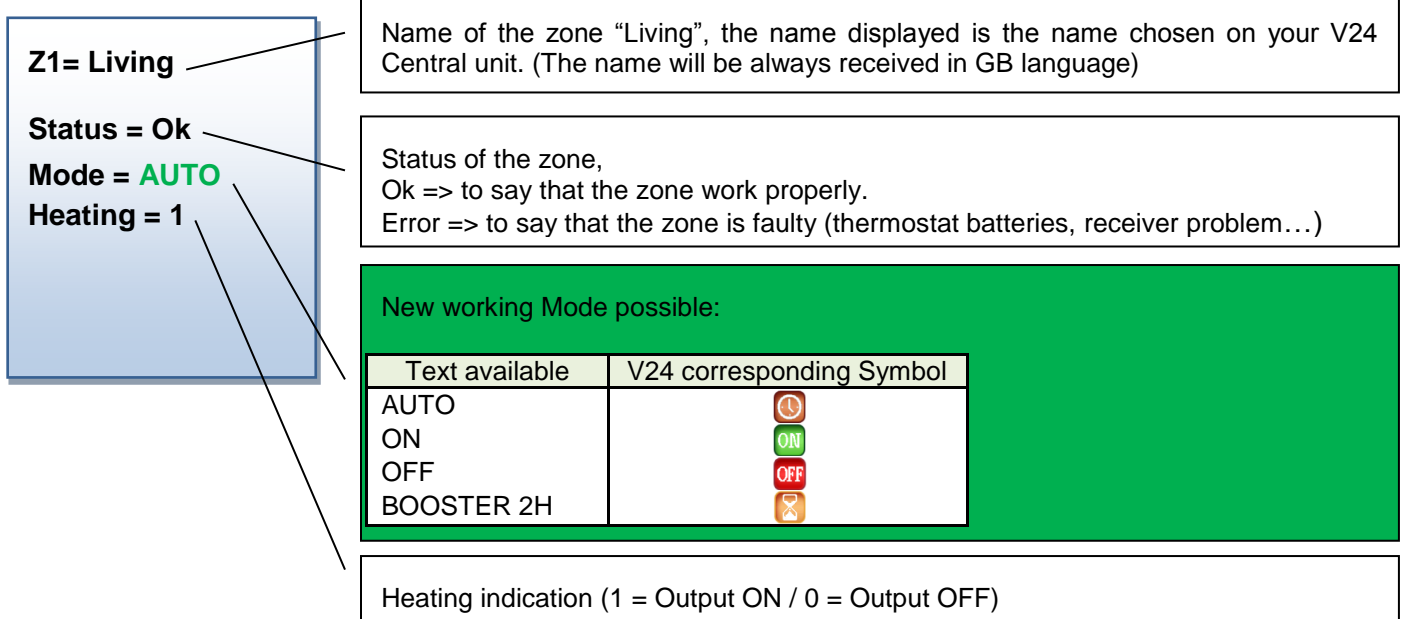 Z1= Living
Status = Ok
Mode = AUTO
Heating = 1
Name of the zone “Living”, the name displayed is the name chosen on your V24
Central unit. (The name will be always received in GB language)
Status of the zone,
Ok => to say that the zone work properly.
Error => to say that the zone is faulty (thermostat batteries, receiver problem…)
New working Mode possible:
Text available V24 corresponding Symbol
AUTO
ON ON
OFF OFF
BOOSTER 2H
Heating indication (1 = Output ON / 0 = Output OFF)